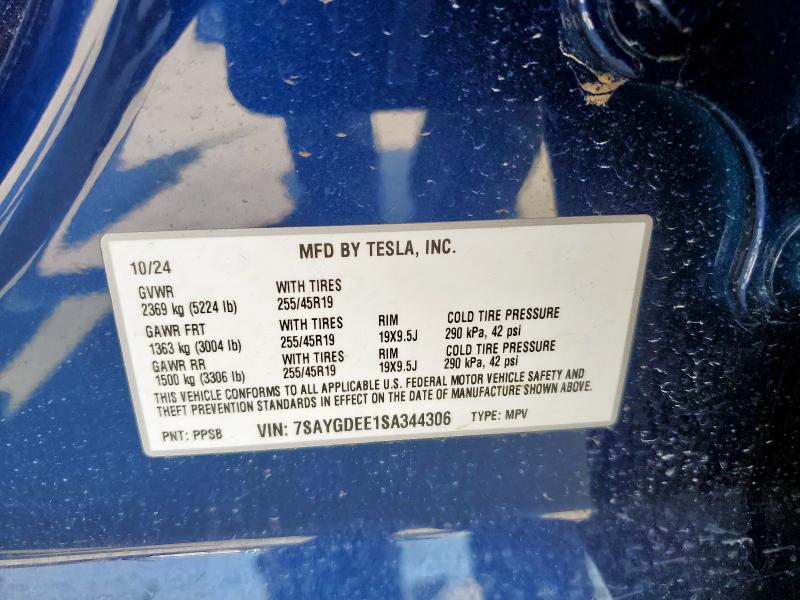 MFD BY TESLA, INC.
10/24
GVWR WITH TIRES
2369 kg (5224 lb) 255/45R19
GAWR FRT WITH TIRES RIM COLD TIRE PRESSURE
1363 kg (3004 lb) 255/45R19 19X9.5J 290 kPa, 42 psi
GAWR RR WITH TIRES RIM COLD TIRE PRESSURE
1500 kg (3306 lb) 255/45R19 19X9.5J 290 kPa, 42 psi
THIS VEHICLE CONFORMS TO ALL APPLICABLE U.S. FEDERAL MOTOR VEHICLE SAFETY AND
THEFT PREVENTION STANDARDS IN EFFECT ON THE DATE OF MANUFACTURE SHOWN ABOVE.
PNT: PPSB VIN: 7SAYGDEE1SA344306 TYPE: MPV